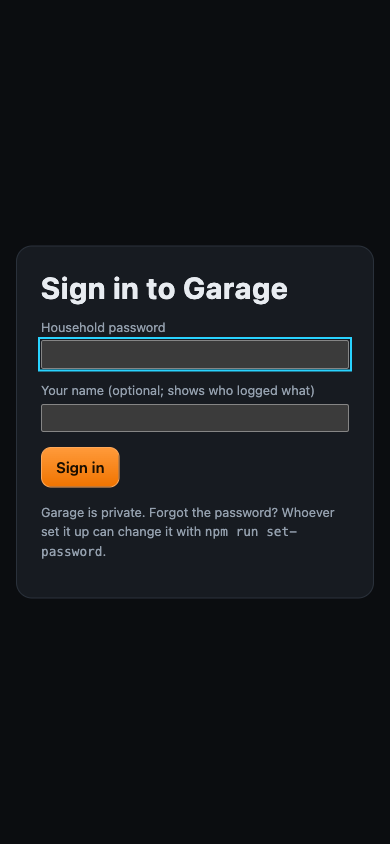 Sign in to Garage
Household password
Your name (optional; shows who logged what)
Sign in
Garage is private. Forgot the password? Whoever
set it up can change it with npm run set-
password.